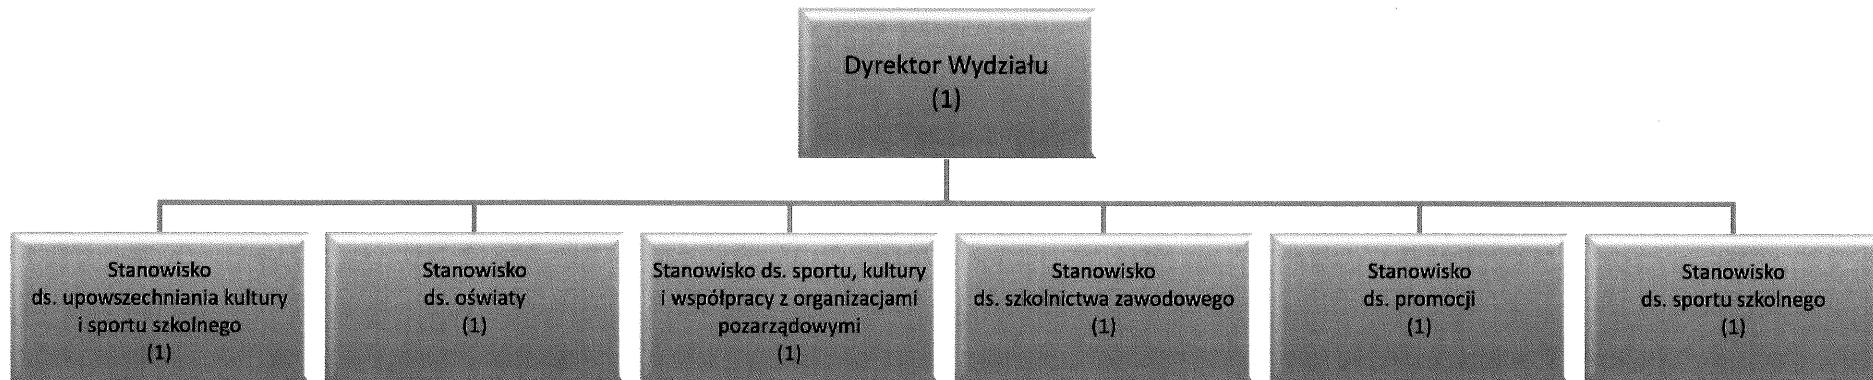 Dyrektor Wydziału
(1)
Stanowisko
ds. upowszechniania kultury
i sportu szkolnego
(1)
Stanowisko
ds. oświaty
(1)
Stanowisko ds. sportu, kultury
i współpracy z organizacjami
pozarządowymi
(1)
Stanowisko
ds. szkolnictwa zawodowego
(1)
Stanowisko
ds. promocji
(1)
Stanowisko
ds. sportu szkolnego
(1)